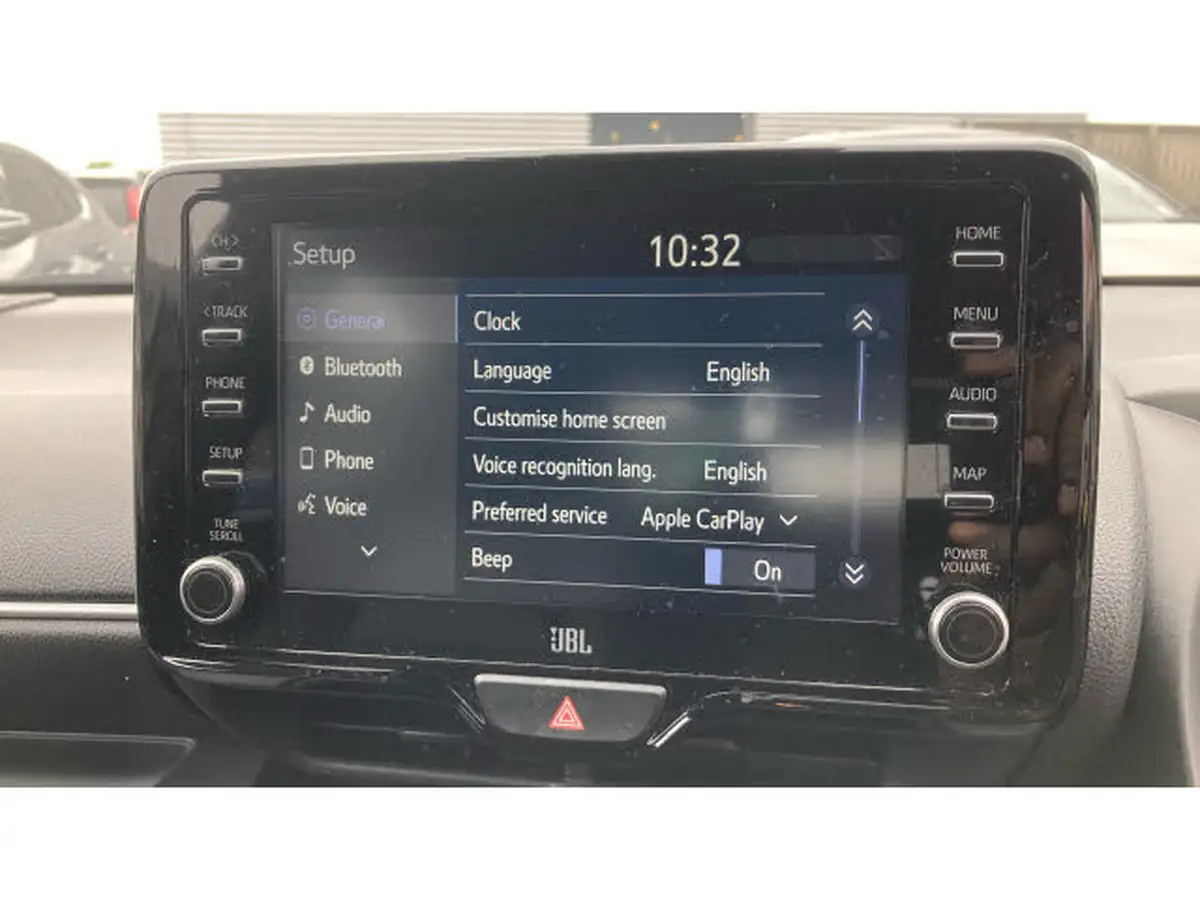 CH >
< TRACK
PHONE
SETUP
TUNE
SCROLL
Setup
10:32
General
Bluetooth
Audio
Phone
Voice
Clock
Language English
Customise home screen
Voice recognition lang. English
Preferred service Apple CarPlay
Beep On
HOME
MENU
AUDIO
MAP
POWER
VOLUME
JBL